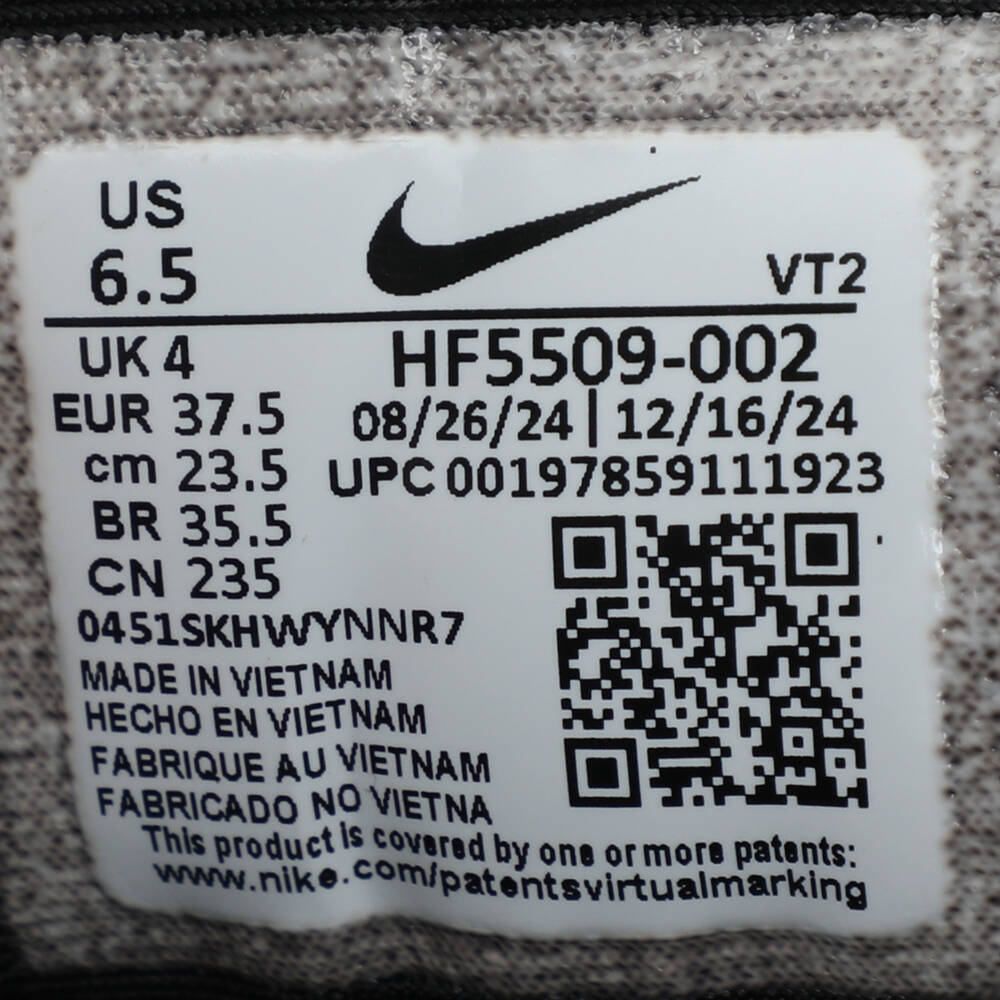 US
6.5
VT2
UK 4
HF5509-002
EUR 37.5
08/26/24 | 12/16/24
cm 23.5
UPC 001978591 11923
BR 35.5
CN 235
0451SKHWYNNR7
MADE IN VIETNAM
HECHO EN VIETNAM
FABRIQUE AU VIETNAM
FABRICADO NO VIETNA
This product is covered by one or more patents:
www.nike.com/patentsvirtualmarking